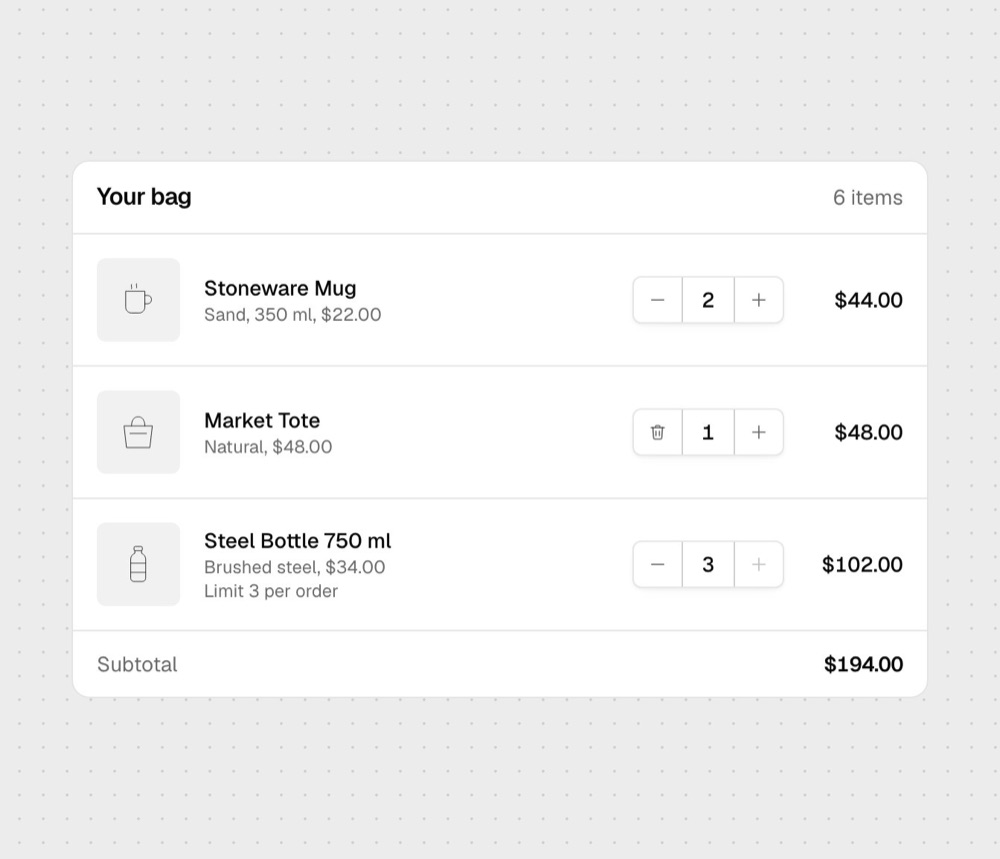 Your bag
6 items
Stoneware Mug
Sand, 350 ml, $22.00
2
$44.00
Market Tote
Natural, $48.00
1
$48.00
Steel Bottle 750 ml
Brushed steel, $34.00
Limit 3 per order
3
$102.00
Subtotal
$194.00